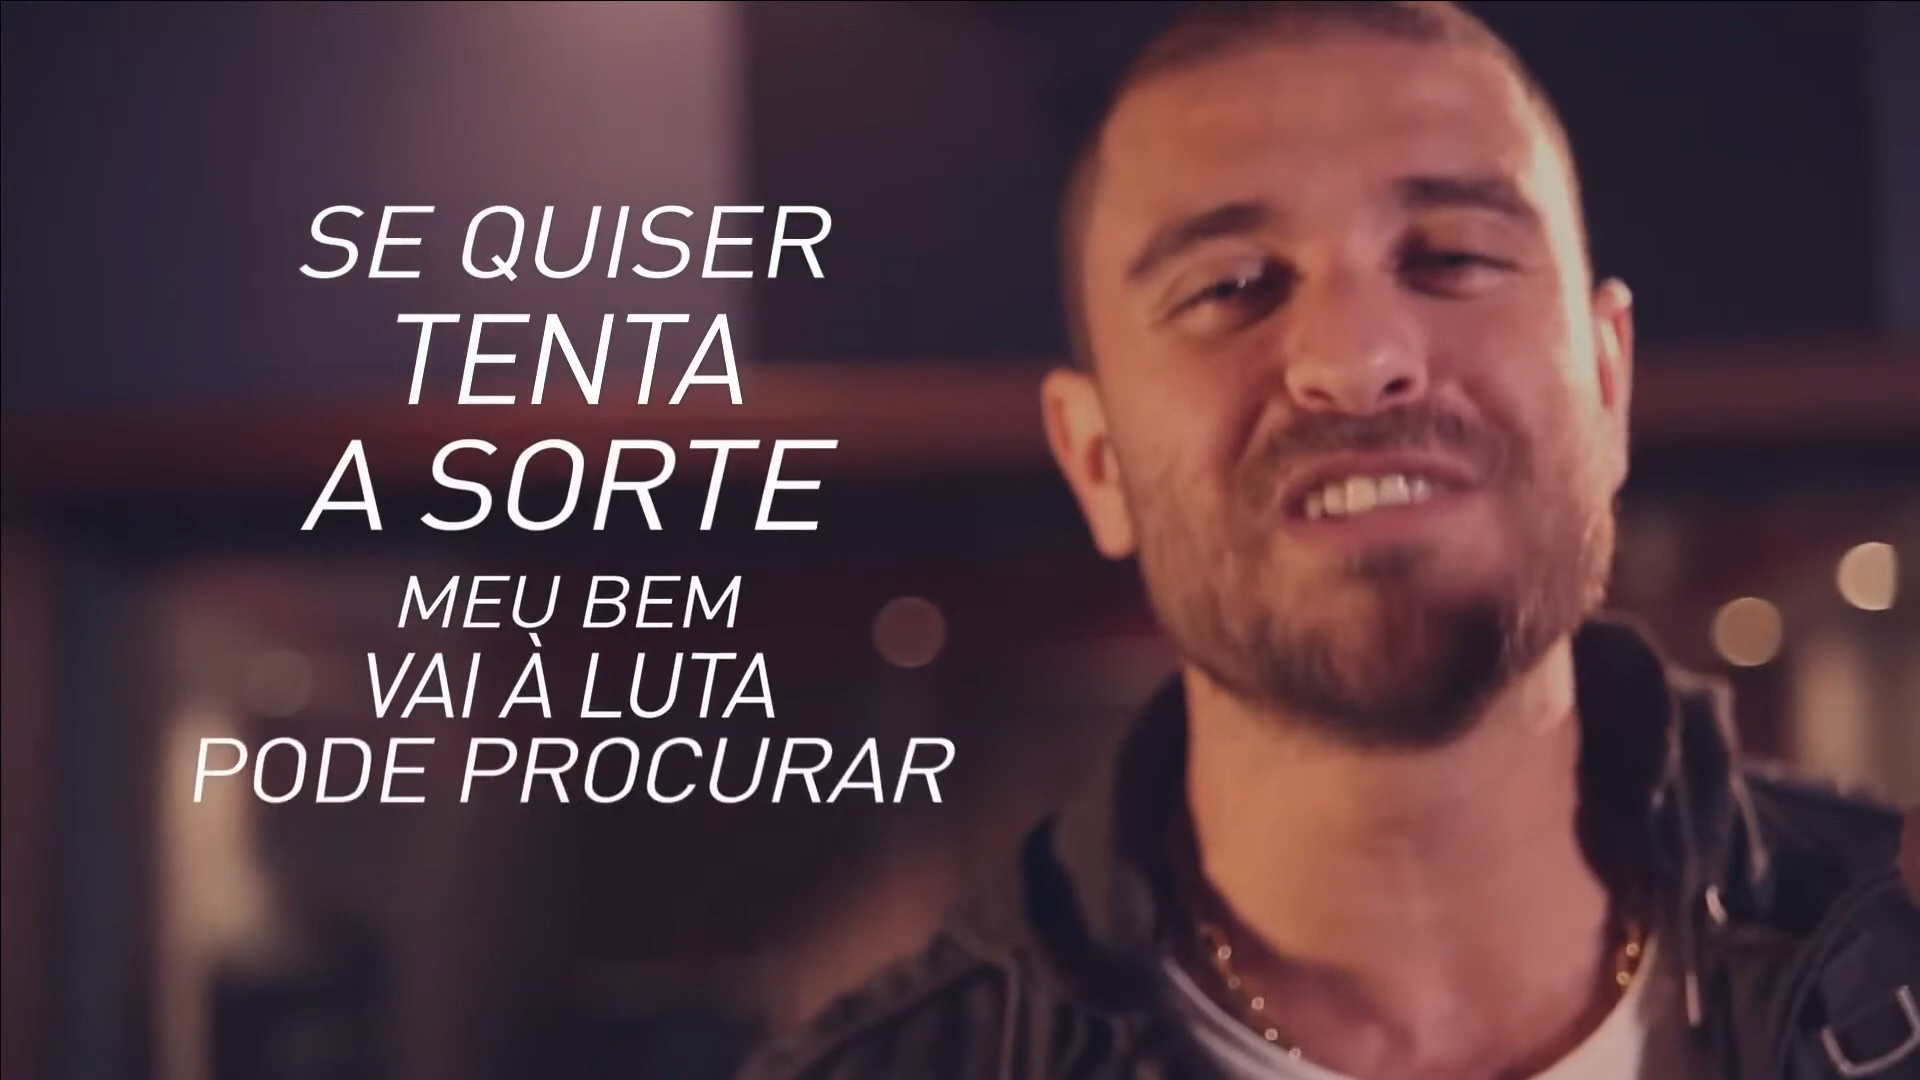 SE QUISER
TENTA
A SORTE
MEU BEM
VAI À LUTA
PODE PROCURAR